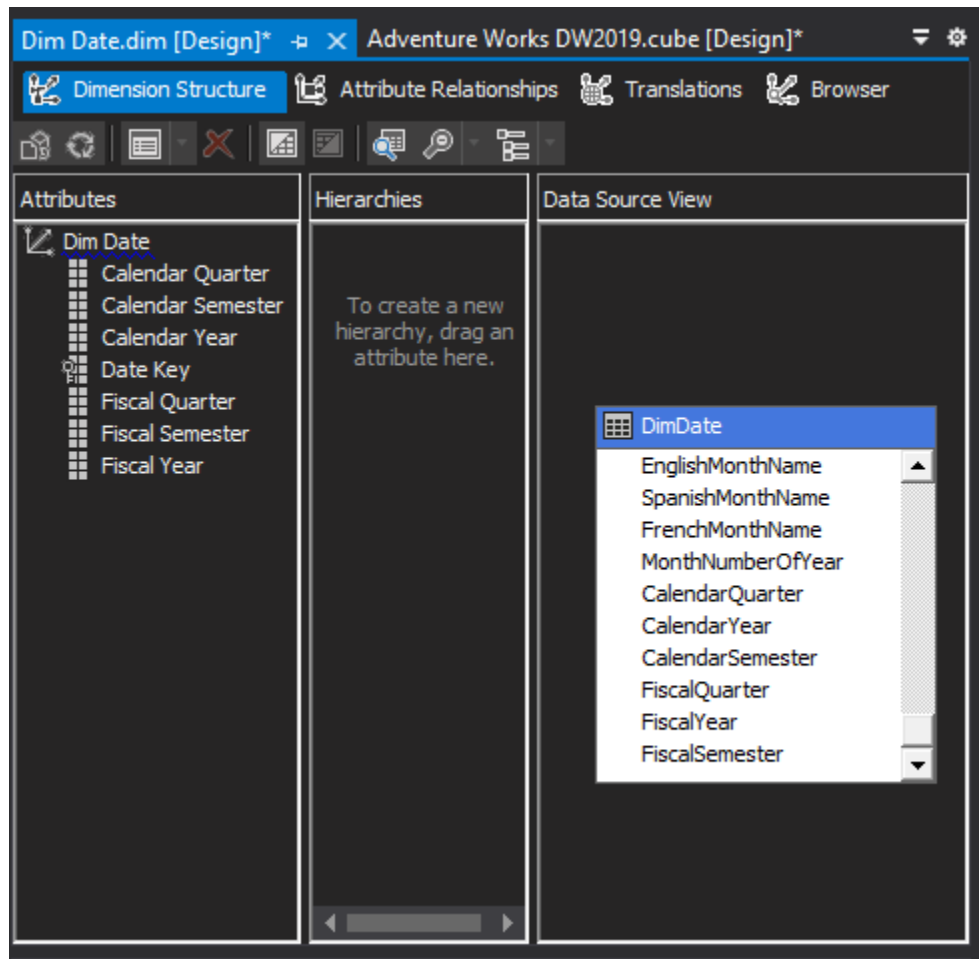 Dim Date.dim [Design]*
Adventure Works DW2019.cube [Design]*
Dimension Structure
Attribute Relationships
Translations
Browser
Attributes
Hierarchies
Data Source View
Dim Date
Calendar Quarter
Calendar Semester
Calendar Year
Date Key
Fiscal Quarter
Fiscal Semester
Fiscal Year
To create a new
hierarchy, drag an
attribute here.
DimDate
EnglishMonthName
SpanishMonthName
FrenchMonthName
MonthNumberOfYear
CalendarQuarter
CalendarYear
CalendarSemester
FiscalQuarter
FiscalYear
FiscalSemester